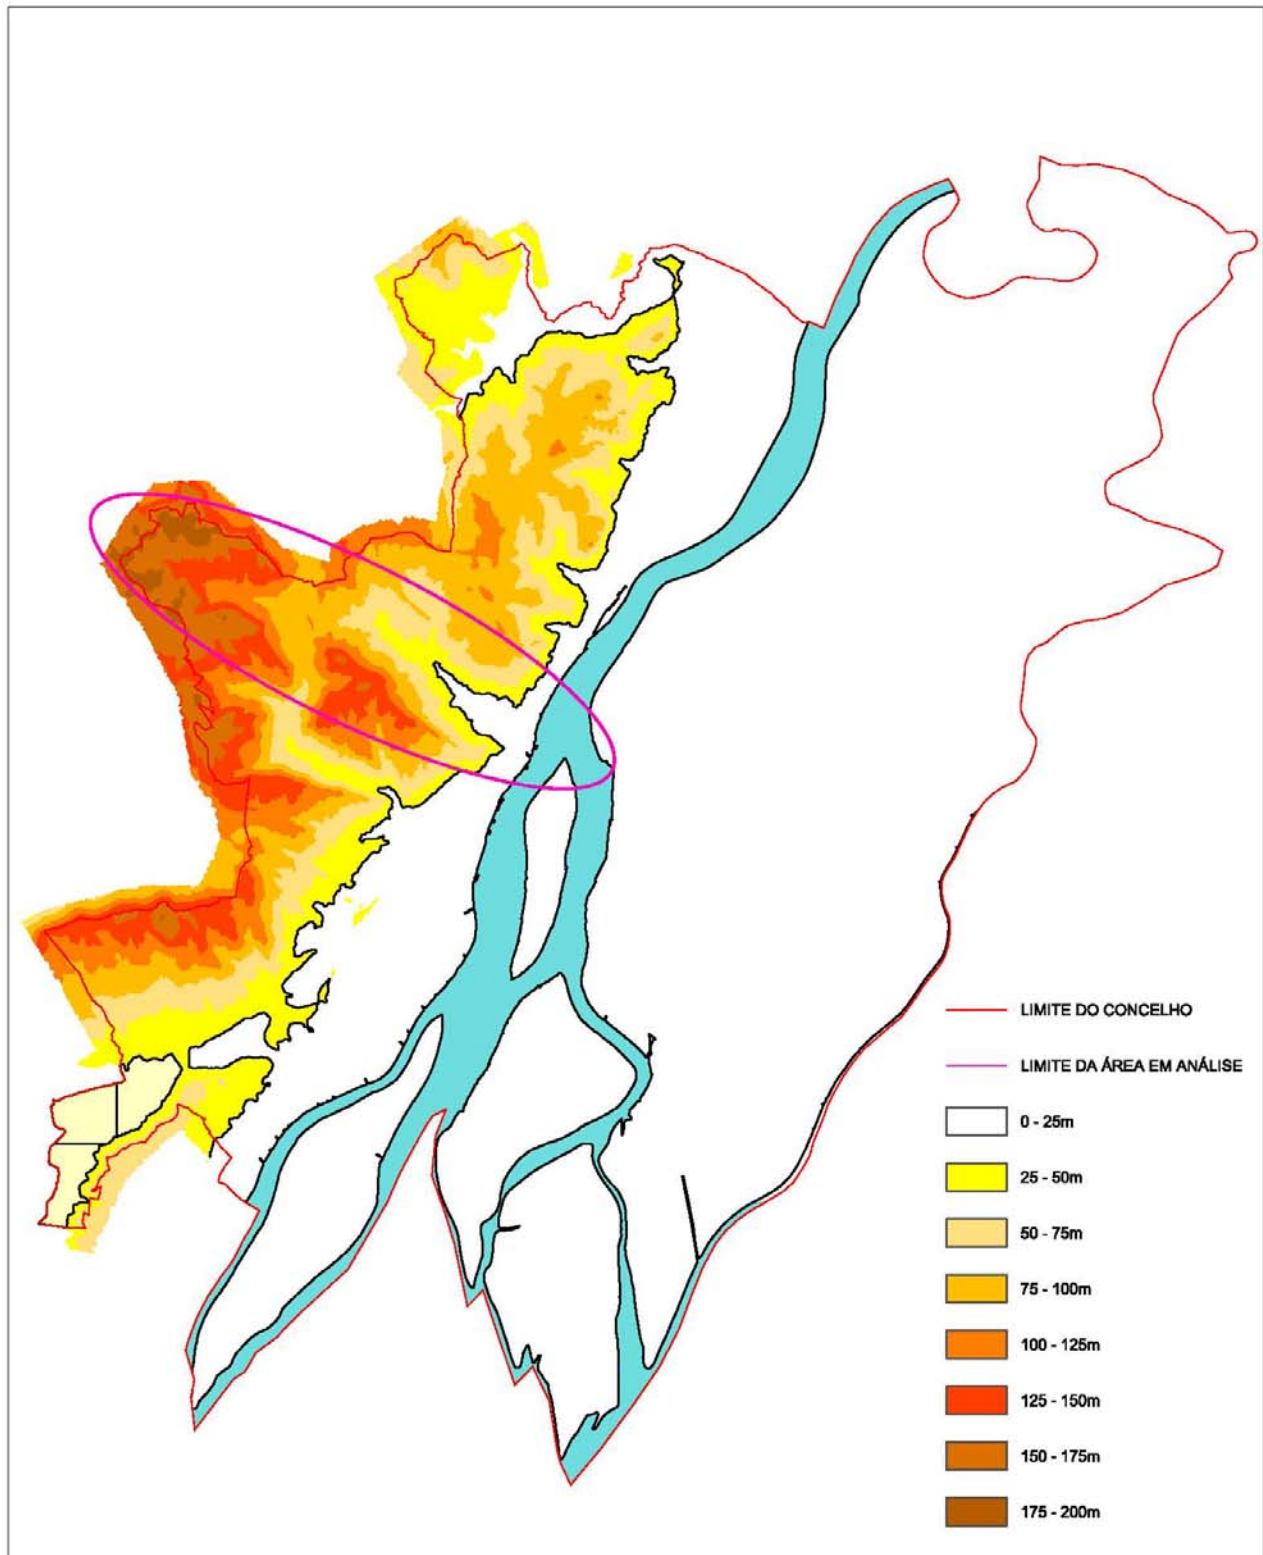 LIMITE DO CONCELHO
LIMITE DA ÁREA EM ANÁLISE
0 - 25m
25 - 50m
50 - 75m
75 - 100m
100 - 125m
125 - 150m
150 - 175m
175 - 200m